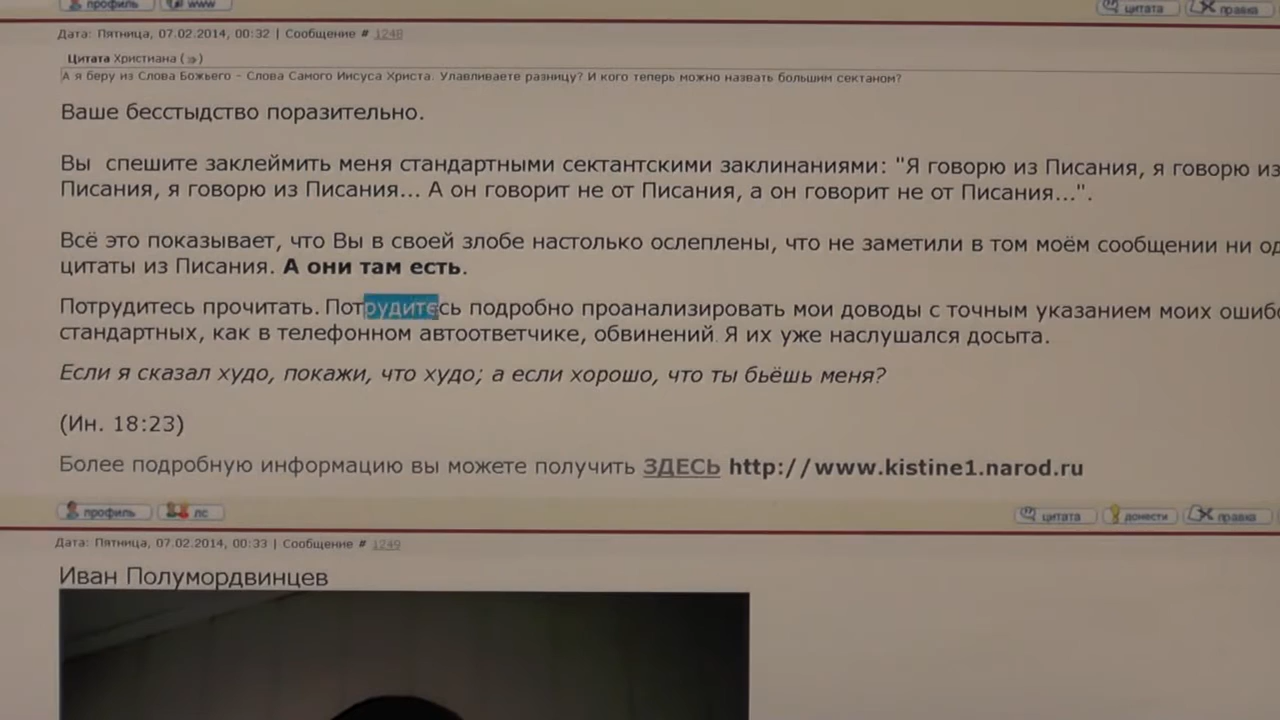 профиль www цитата правка
Дата: Пятница, 07.02.2014, 00:32 | Сообщение # 1248
Цитата Христиана ( )
А я беру из Слова Божьего - Слова Самого Иисуса Христа. Улавливаете разницу? И кого теперь можно назвать большим сектаном?
Ваше бесстыдство поразительно.
Вы спешите заклеймить меня стандартными сектантскими заклинаниями: "Я говорю из Писания, я говорю из
Писания, я говорю из Писания... А он говорит не от Писания, а он говорит не от Писания...".
Всё это показывает, что Вы в своей злобе настолько ослеплены, что не заметили в том моём сообщении ни од
цитаты из Писания. А они там есть.
Потрудитесь прочитать. Потрудитесь подробно проанализировать мои доводы с точным указанием моих ошибо
стандартных, как в телефонном автоответчике, обвинений. Я их уже наслушался досыта.
Если я сказал худо, покажи, что худо; а если хорошо, что ты бьёшь меня?
(Ин. 18:23)
Более подробную информацию вы можете получить ЗДЕСЬ http://www.kistine1.narod.ru
профиль лс цитата донести правка
Дата: Пятница, 07.02.2014, 00:33 | Сообщение # 1249
Иван Полумордвинцев